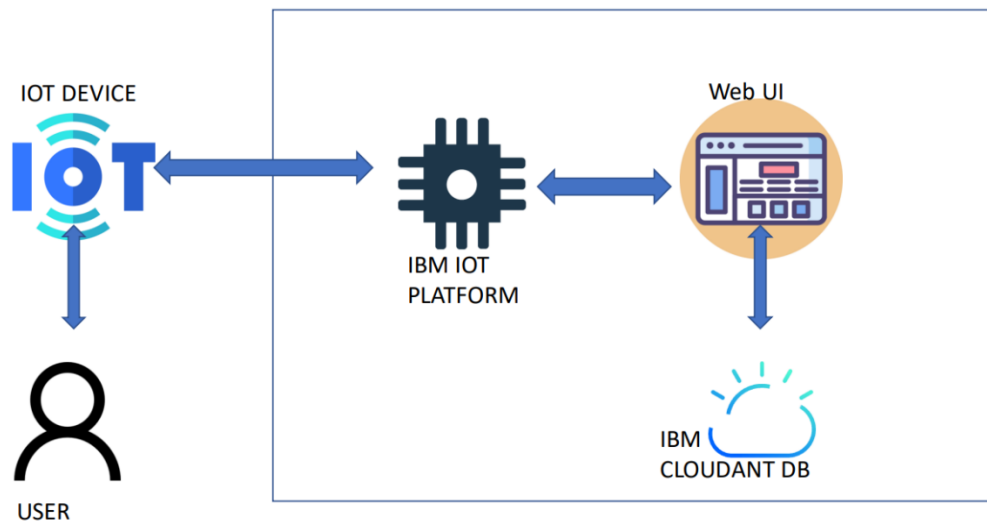 IOT DEVICE
IOT
Web UI
IBM IOT
PLATFORM
IBM
CLOUDANT DB
USER